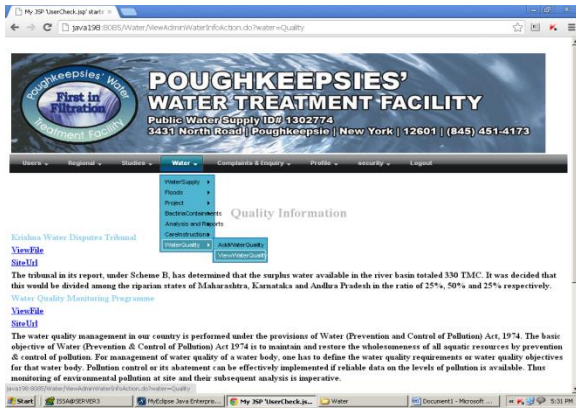 My JSP 'UserCheck.jsp' starts
java198:8085/Water/ViewAdminWaterInfoAction.do?water=Quality
Poughkeepsies' Water
First in
Filtration
Treatment Facility
POUGHKEEPSIES'
WATER TREATMENT FACILITY
Public Water Supply ID# 1302774
3431 North Road | Poughkeepsie | New York | 12601 | (845) 451-4173
Users Regional Studies Water Complaints & Enquiry Profile security Logout
WaterSupply
Floods
Project
BactiriaContainments
Analysis and Reports
CareInstructions
WaterQuality
AddWaterQuality
ViewWaterQuality
Quality Information
Krishna Water Disputes Tribunal
ViewFile
SiteUrl
The tribunal in its report, under Scheme B, has determined that the surplus water available in the river basin totaled 330 TMC. It was decided that
this would be divided among the riparian states of Maharashtra, Karnataka and Andhra Pradesh in the ratio of 25%, 50% and 25% respectively.
Water Quality Monitoring Programme
ViewFile
SiteUrl
The water quality management in our country is performed under the provisions of Water (Prevention and Control of Pollution) Act, 1974. The basic
objective of Water (Prevention & Control of Pollution) Act 1974 is to maintain and restore the wholesomeness of all aquatic resources by prevention
& control of pollution. For management of water quality of a water body, one has to define the water quality requirements or water quality objectives
for that water body. Pollution control or its abatement can be effectively implemented if reliable data on the levels of pollution is available. Thus
monitoring of environmental pollution at site and their subsequent analysis is imperative.
java198:8085/Water/ViewAdminWaterInfoAction.do?water=Quality
Start
ISSA@SERVER3
MyEclipse Java Enterpris...
My JSP 'UserCheck.js...
Water
Document1 - Microsoft ...
5:31 PM